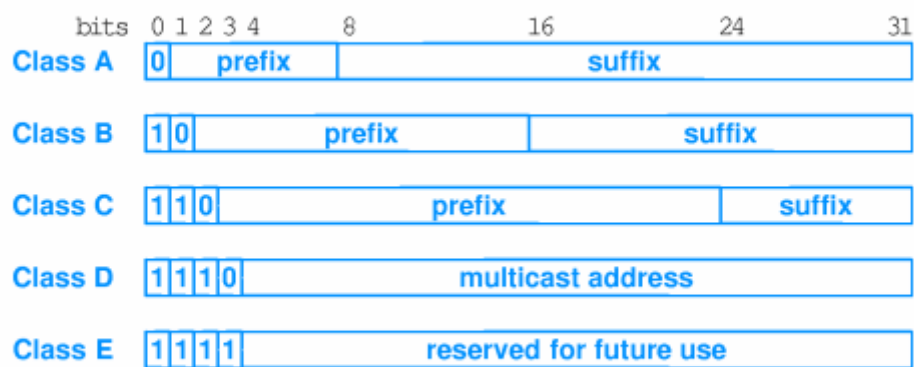 bits 0 1 2 3 4 8 16 24 31
Class A 0 prefix suffix
Class B 1 0 prefix suffix
Class C 1 1 0 prefix suffix
Class D 1 1 1 0 multicast address
Class E 1 1 1 1 reserved for future use